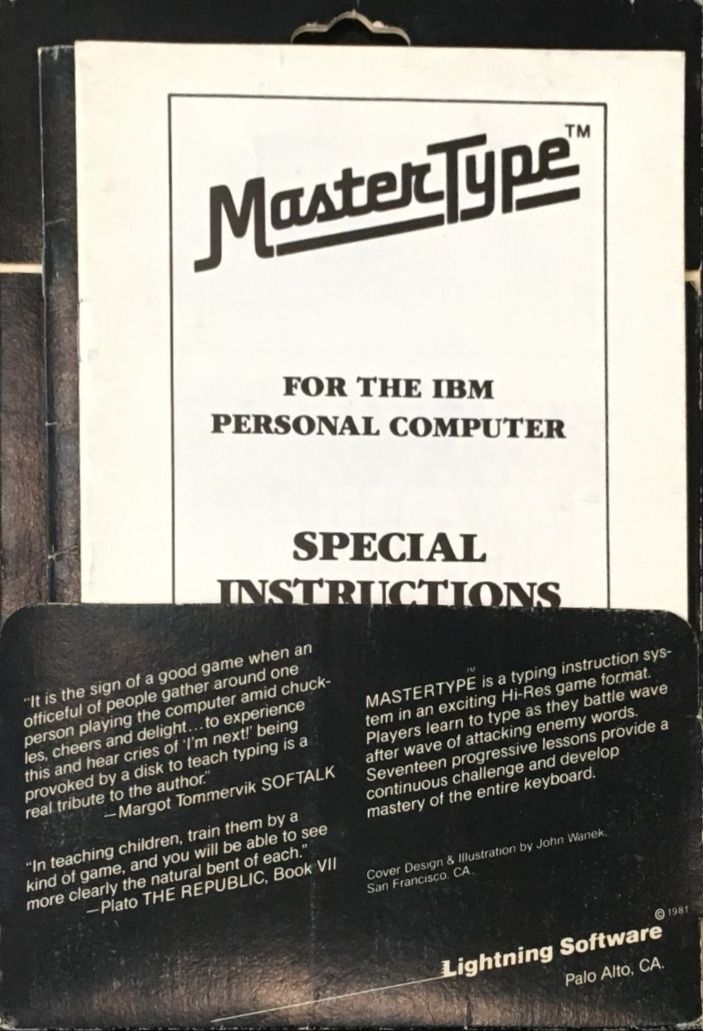 MasterType™
FOR THE IBM
PERSONAL COMPUTER
SPECIAL
INSTRUCTIONS
"It is the sign of a good game when an
officeful of people gather around one
person playing the computer amid chuck-
les, cheers and delight...to experience
this and hear cries of 'I'm next!' being
provoked by a disk to teach typing is a
real tribute to the author."
—Margot Tommervik SOFTALK
"In teaching children, train them by a
kind of game, and you will be able to see
more clearly the natural bent of each."
—Plato THE REPUBLIC, Book VII
MASTERTYPE™ is a typing instruction sys-
tem in an exciting Hi-Res game format.
Players learn to type as they battle wave
after wave of attacking enemy words.
Seventeen progressive lessons provide a
continuous challenge and develop
mastery of the entire keyboard.
Cover Design & Illustration by John Wanek.
San Francisco. CA.
© 1981
Lightning Software
Palo Alto, CA.